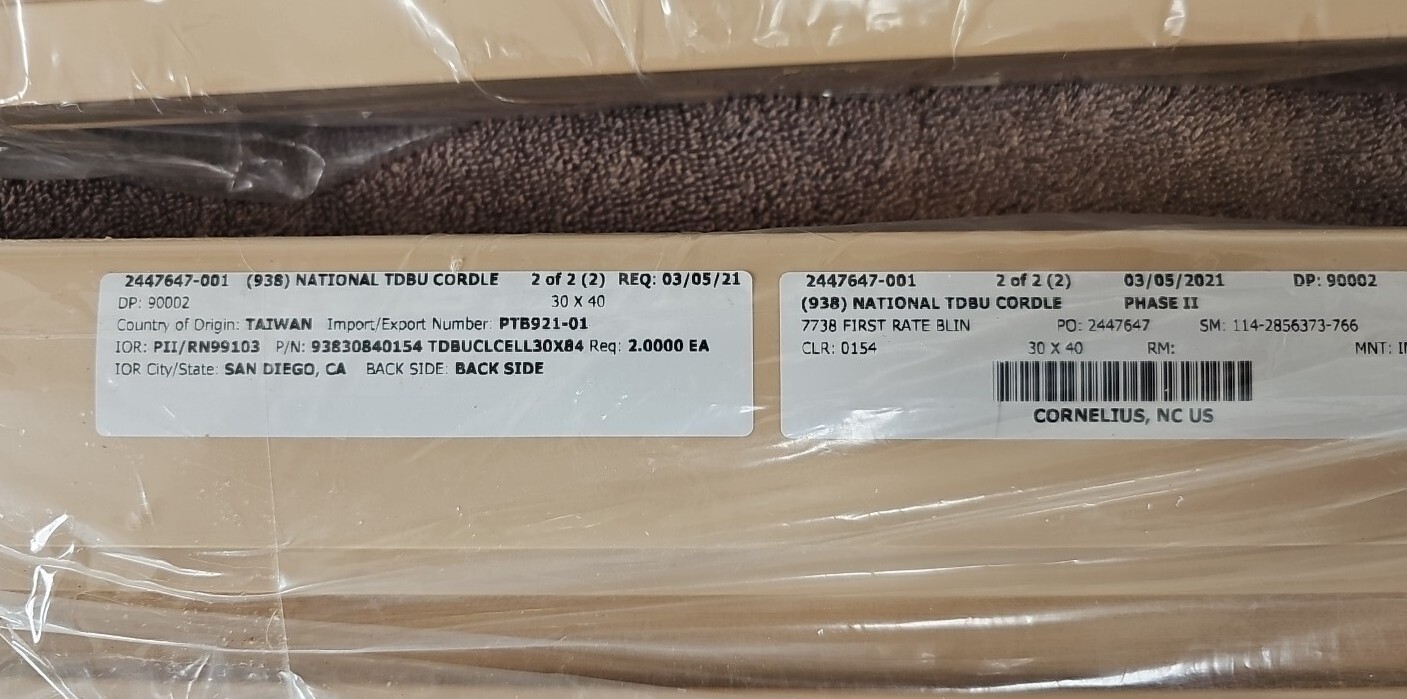 2447647-001 (938) NATIONAL TDBU CORDLE 2 of 2 (2) REQ: 03/05/21
DP: 90002 30 X 40
Country of Origin: TAIWAN Import/Export Number: PTB921-01
IOR: PII/RN99103 P/N: 93830840154 TDBUCLCELL30X84 Req: 2.0000 EA
IOR City/State: SAN DIEGO, CA BACK SIDE: BACK SIDE
2447647-001 2 of 2 (2) 03/05/2021 DP: 90002
(938) NATIONAL TDBU CORDLE PHASE II
7738 FIRST RATE BLIN PO: 2447647 SM: 114-2856373-766
CLR: 0154 30 X 40 RM: MNT:
CORNELIUS, NC US